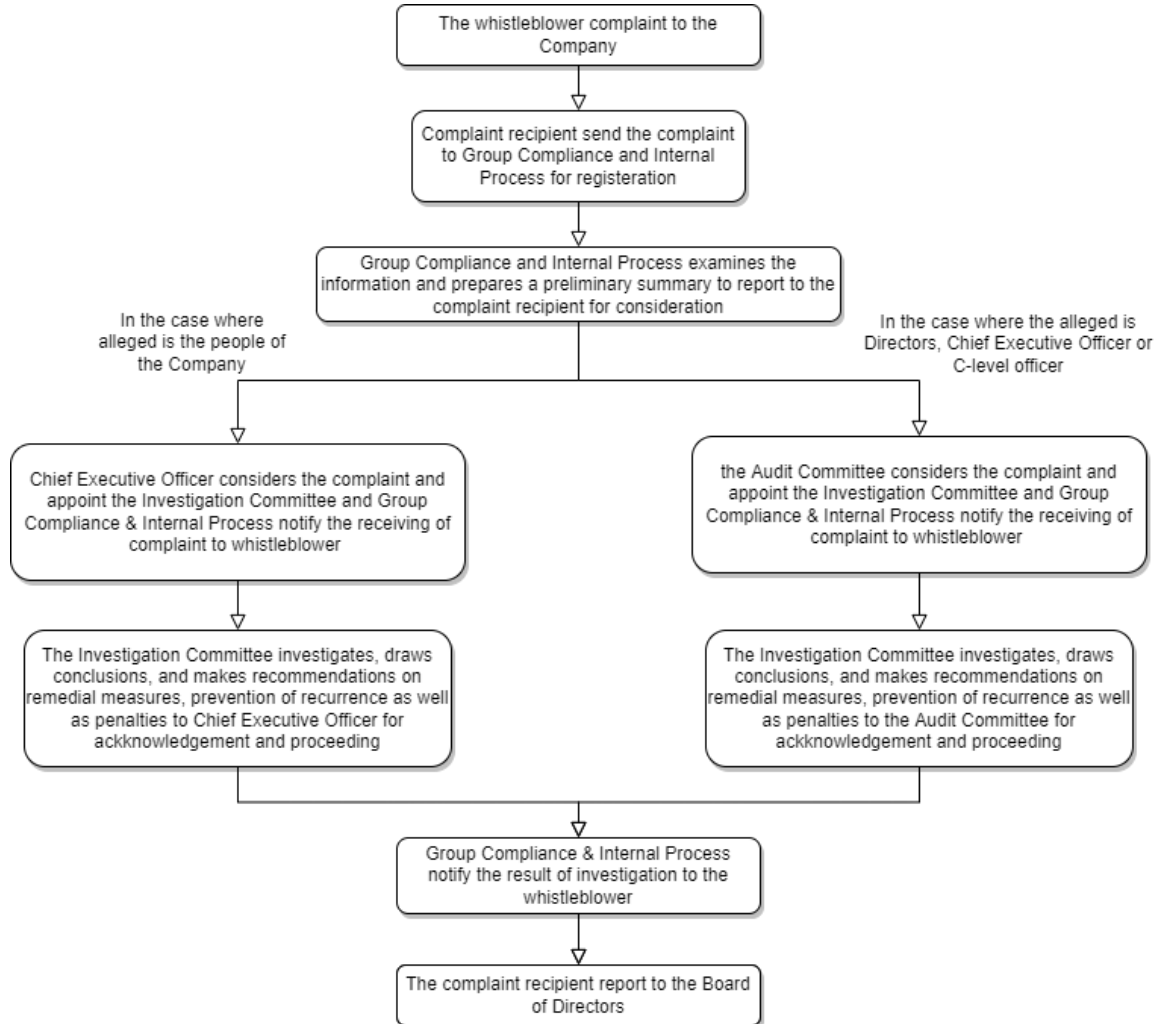 The whistleblower complaint to the
Company
Complaint recipient send the complaint
to Group Compliance and Internal
Process for registeration
Group Compliance and Internal Process examines the
information and prepares a preliminary summary to report to the
complaint recipient for consideration
In the case where
alleged is the people of
the Company
In the case where the alleged is
Directors, Chief Executive Officer or
C-level officer
Chief Executive Officer considers the complaint and
appoint the Investigation Committee and Group
Compliance & Internal Process notify the receiving of
complaint to whistleblower
the Audit Committee considers the complaint and
appoint the Investigation Committee and Group
Compliance & Internal Process notify the receiving of
complaint to whistleblower
The Investigation Committee investigates, draws
conclusions, and makes recommendations on
remedial measures, prevention of recurrence as well
as penalties to Chief Executive Officer for
ackknowledgement and proceeding
The Investigation Committee investigates, draws
conclusions, and makes recommendations on
remedial measures, prevention of recurrence as well
as penalties to the Audit Committee for
ackknowledgement and proceeding
Group Compliance & Internal Process
notify the result of investigation to the
whistleblower
The complaint recipient report to the Board
of Directors